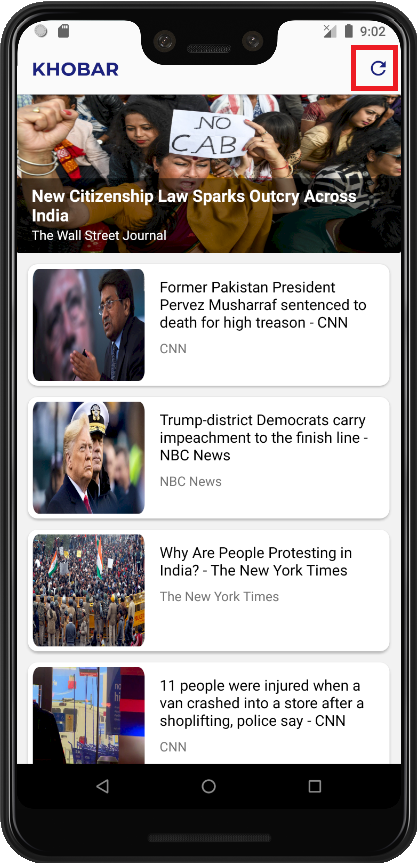 9:02
KHOBAR
NO
CAB
New Citizenship Law Sparks Outcry Across
India
The Wall Street Journal
Former Pakistan President
Pervez Musharraf sentenced to
death for high treason - CNN
CNN
Trump-district Democrats carry
impeachment to the finish line -
NBC News
NBC News
Why Are People Protesting in
India? - The New York Times
The New York Times
11 people were injured when a
van crashed into a store after a
shoplifting, police say - CNN
CNN